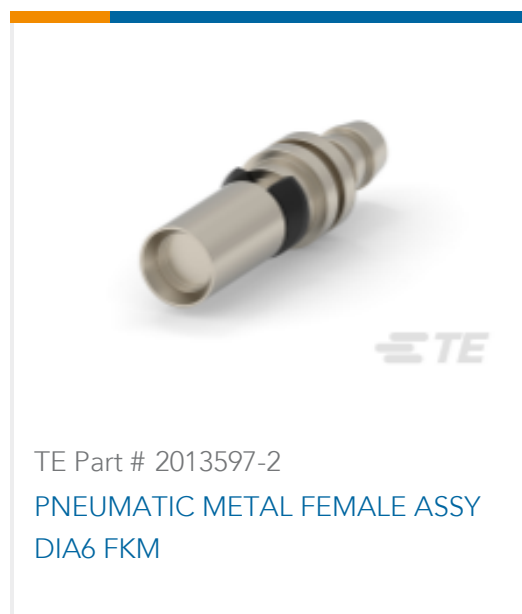 TE
TE Part # 2013597-2
PNEUMATIC METAL FEMALE ASSY
DIA6 FKM